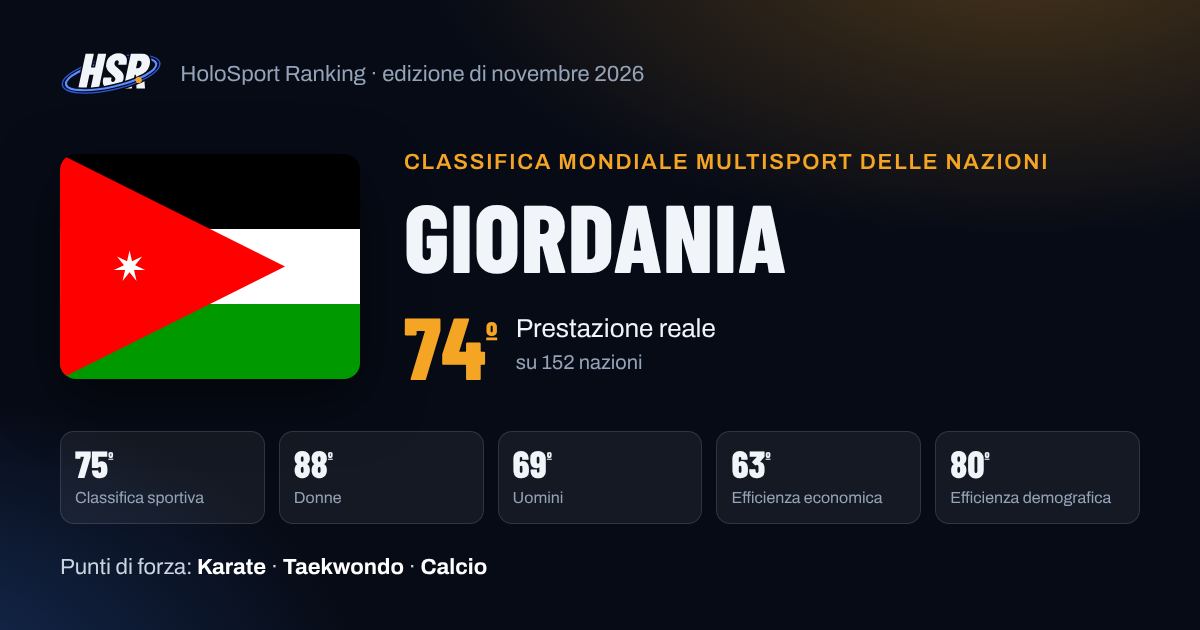 HSR HoloSport Ranking · edizione di novembre 2026
CLASSIFICA MONDIALE MULTISPORT DELLE NAZIONI
GIORDANIA
74º Prestazione reale
su 152 nazioni
75º
Classifica sportiva
88º
Donne
69º
Uomini
63º
Efficienza economica
80º
Efficienza demografica
Punti di forza: Karate · Taekwondo · Calcio